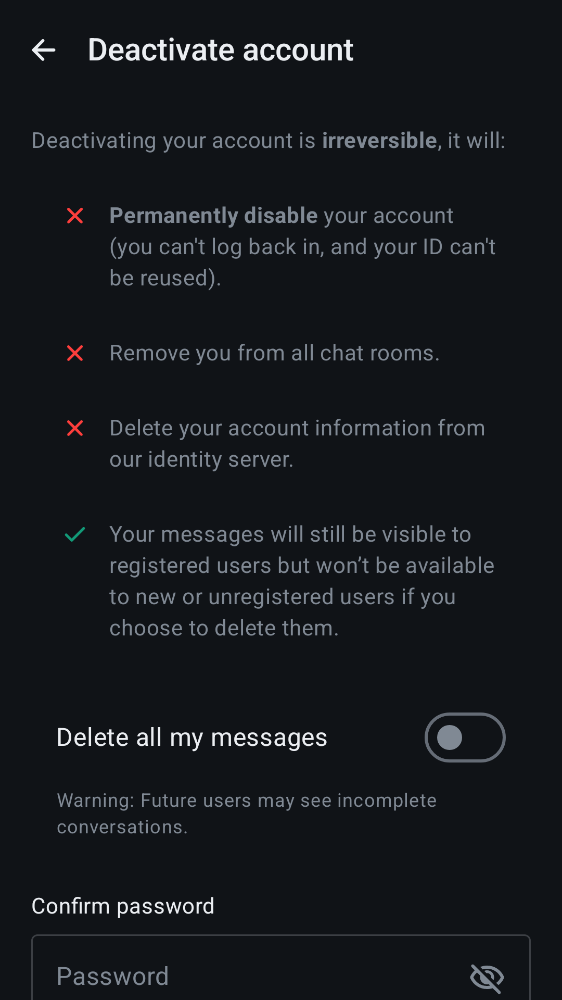 Deactivate account
Deactivating your account is irreversible, it will:
Permanently disable your account
(you can't log back in, and your ID can't
be reused).
Remove you from all chat rooms.
Delete your account information from
our identity server.
Your messages will still be visible to
registered users but won’t be available
to new or unregistered users if you
choose to delete them.
Delete all my messages
Warning: Future users may see incomplete
conversations.
Confirm password
Password